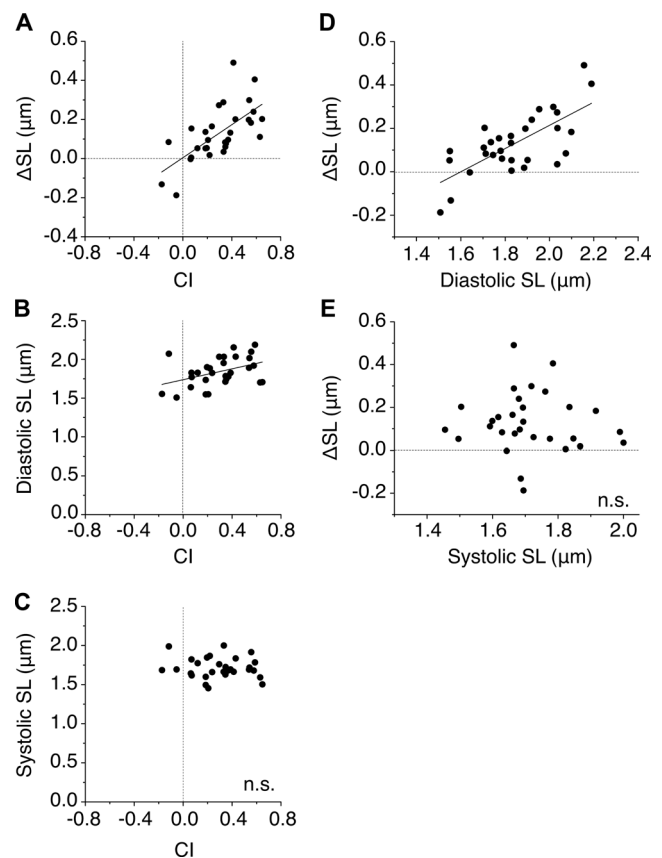 A
0.6
0.4
0.2
0.0
-0.2
-0.4
ΔSL (μm)
-0.8 -0.4 0.0 0.4 0.8
CI
B
2.5
2.0
1.5
1.0
0.5
0.0
Diastolic SL (μm)
-0.8 -0.4 0.0 0.4 0.8
CI
C
2.5
2.0
1.5
1.0
0.5
0.0
Systolic SL (μm)
n.s.
-0.8 -0.4 0.0 0.4 0.8
CI
D
0.6
0.4
0.2
0.0
-0.2
ΔSL (μm)
1.4 1.6 1.8 2.0 2.2 2.4
Diastolic SL (μm)
E
0.6
0.4
0.2
0.0
-0.2
ΔSL (μm)
n.s.
1.4 1.6 1.8 2.0
Systolic SL (μm)